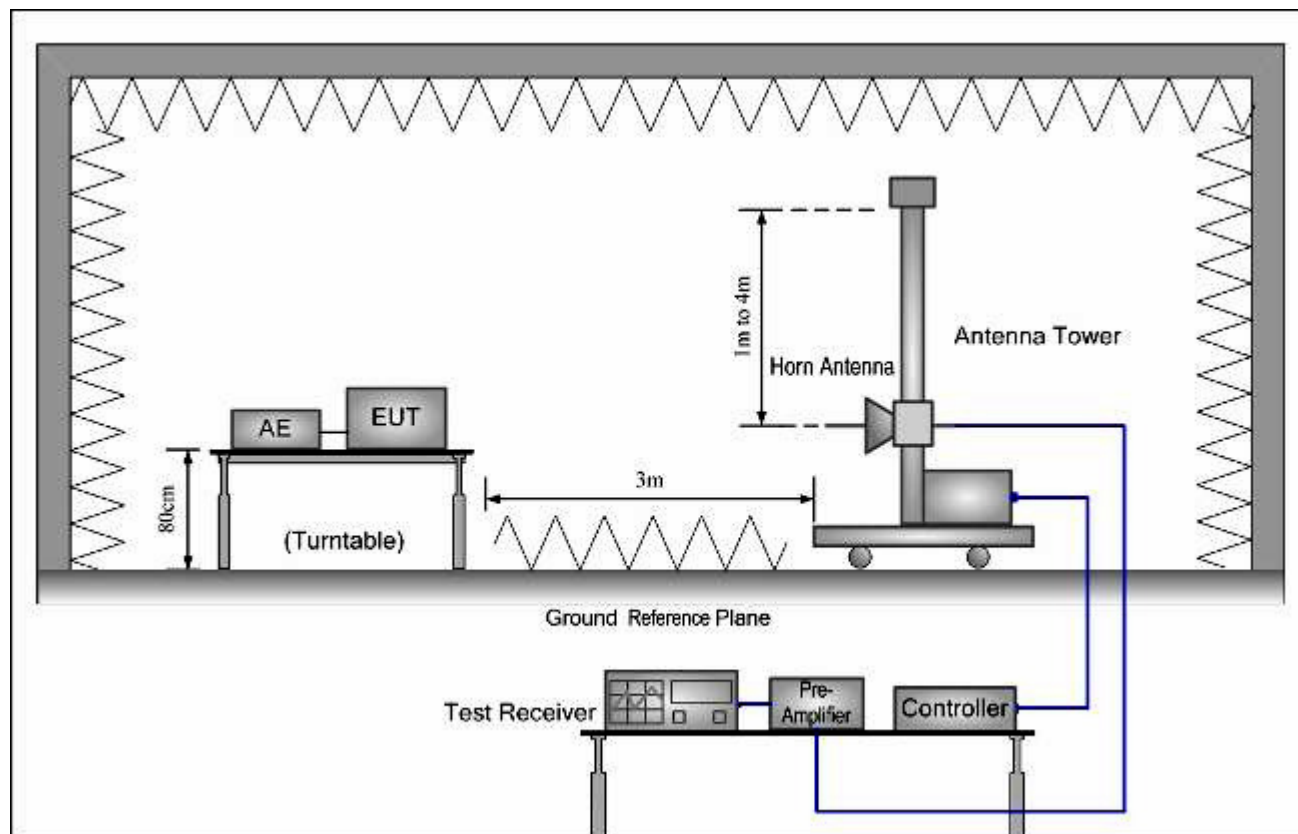 1m to 4m
Antenna Tower
Horn Antenna
AE
EUT
80cm
3m
(Turntable)
Ground Reference Plane
Test Receiver
Pre-
Amplifier
Controller